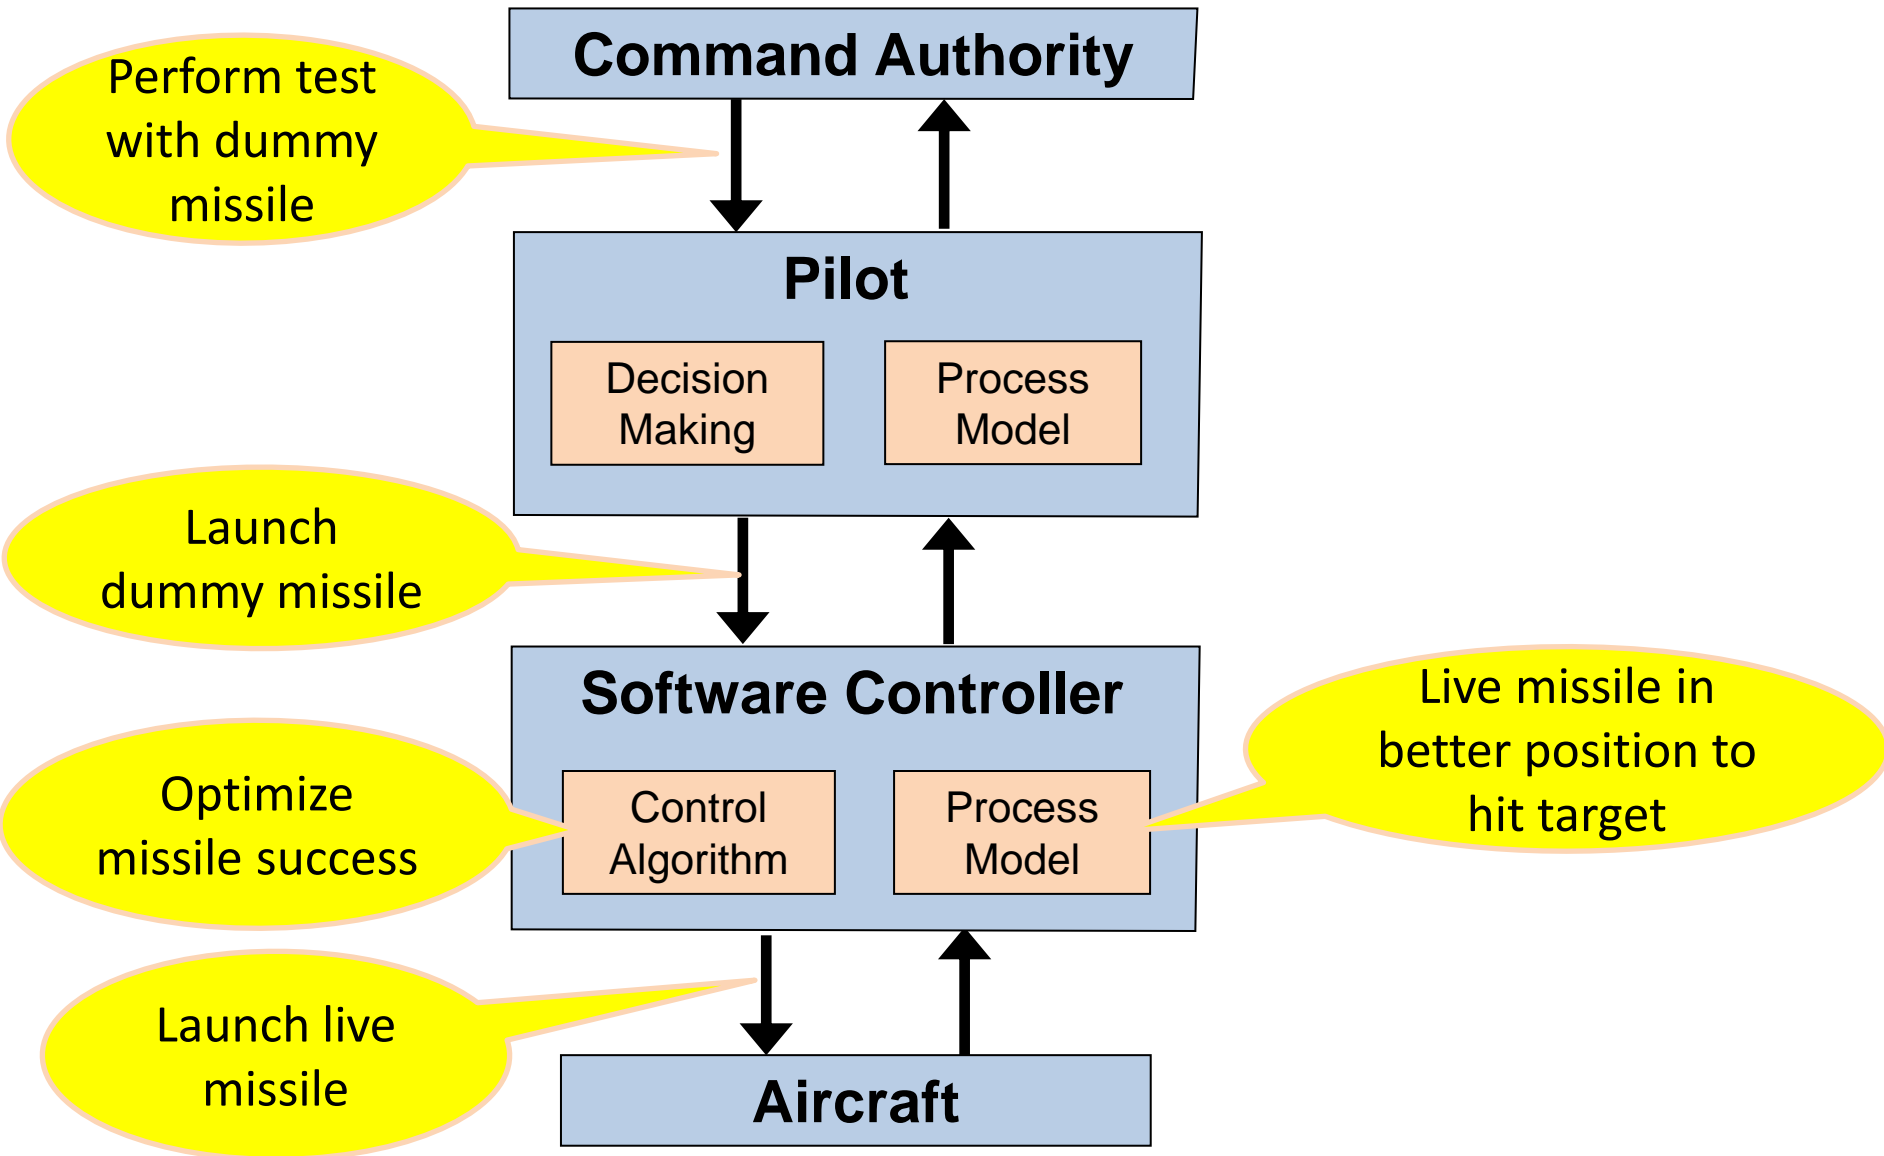 Command Authority
Perform test
with dummy
missile
Pilot
Decision
Making
Process
Model
Launch
dummy missile
Software Controller
Live missile in
better position to
hit target
Optimize
missile success
Control
Algorithm
Process
Model
Launch live
missile
Aircraft